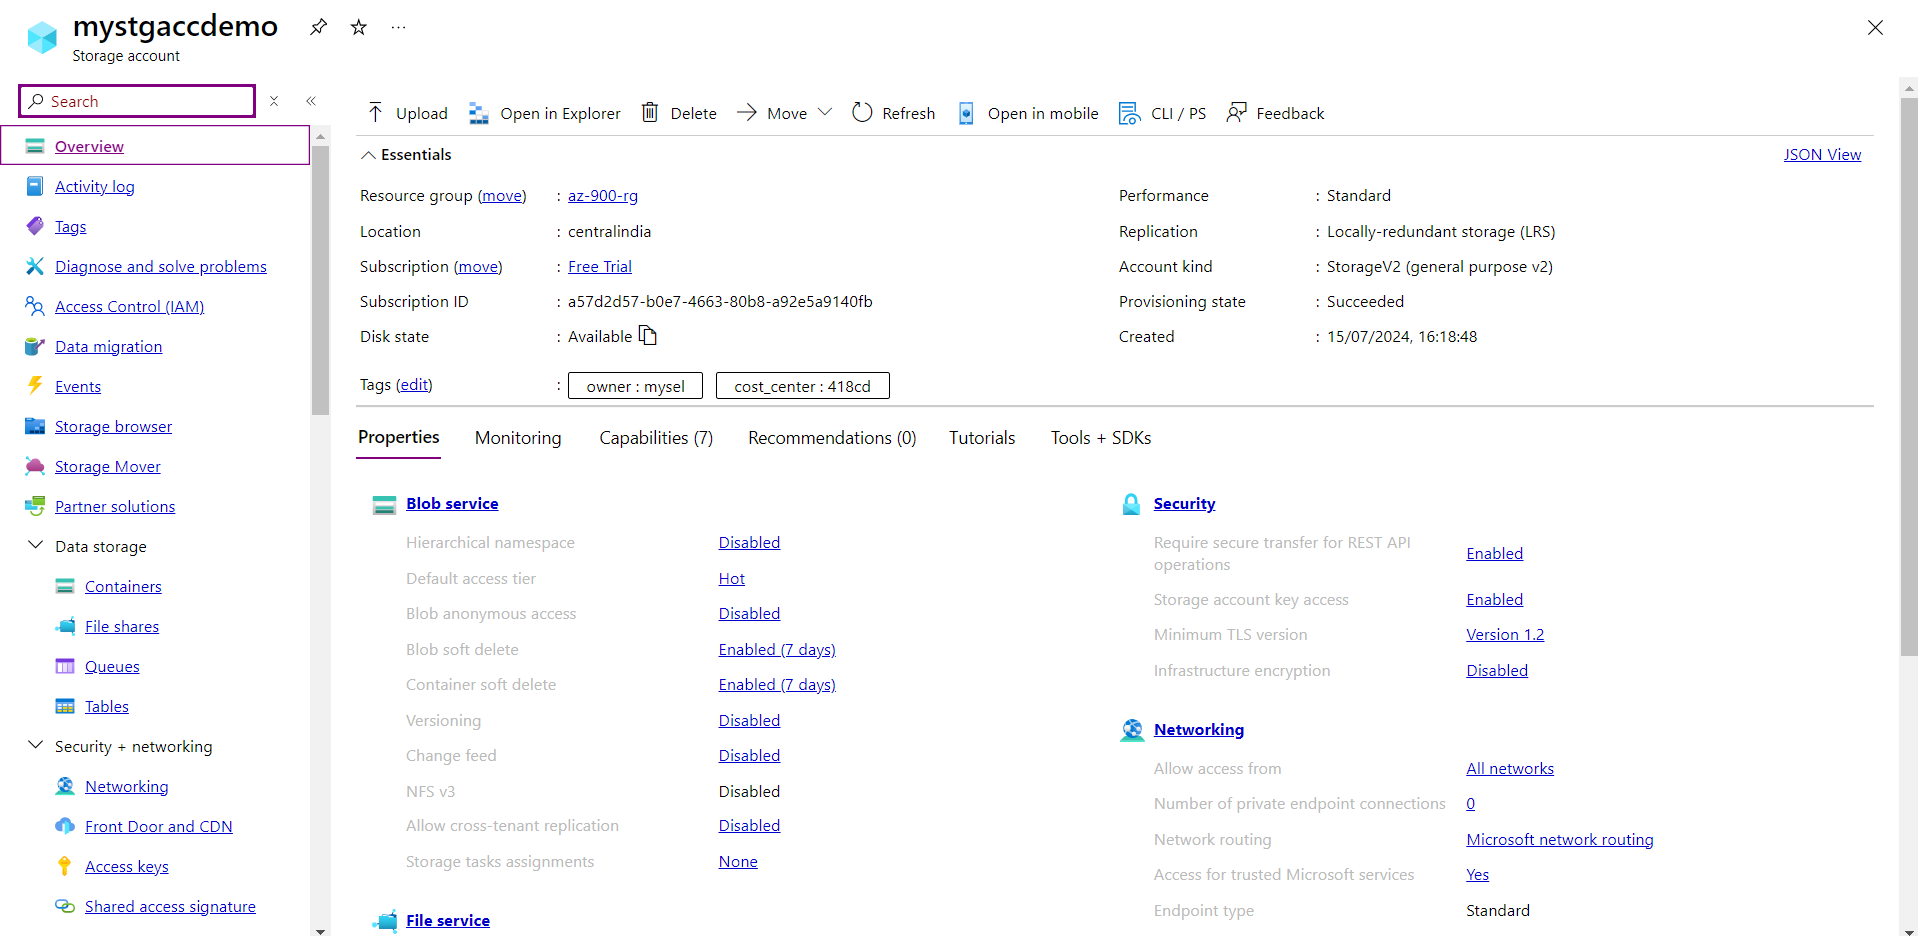 mystgaccdemo
Storage account
Search
Overview
Activity log
Tags
Diagnose and solve problems
Access Control (IAM)
Data migration
Events
Storage browser
Storage Mover
Partner solutions
Data storage
Containers
File shares
Queues
Tables
Security + networking
Networking
Front Door and CDN
Access keys
Shared access signature
Upload Open in Explorer Delete Move Refresh Open in mobile CLI / PS Feedback
Essentials JSON View
Resource group (move) : az-900-rg
Location : centralindia
Subscription (move) : Free Trial
Subscription ID : a57d2d57-b0e7-4663-80b8-a92e5a9140fb
Disk state : Available
Performance : Standard
Replication : Locally-redundant storage (LRS)
Account kind : StorageV2 (general purpose v2)
Provisioning state : Succeeded
Created : 15/07/2024, 16:18:48
Tags (edit) : owner : mysel cost_center : 418cd
Properties Monitoring Capabilities (7) Recommendations (0) Tutorials Tools + SDKs
Blob service
Hierarchical namespace Disabled
Default access tier Hot
Blob anonymous access Disabled
Blob soft delete Enabled (7 days)
Container soft delete Enabled (7 days)
Versioning Disabled
Change feed Disabled
NFS v3 Disabled
Allow cross-tenant replication Disabled
Storage tasks assignments None
File service
Security
Require secure transfer for REST API
operations Enabled
Storage account key access Enabled
Minimum TLS version Version 1.2
Infrastructure encryption Disabled
Networking
Allow access from All networks
Number of private endpoint connections 0
Network routing Microsoft network routing
Access for trusted Microsoft services Yes
Endpoint type Standard